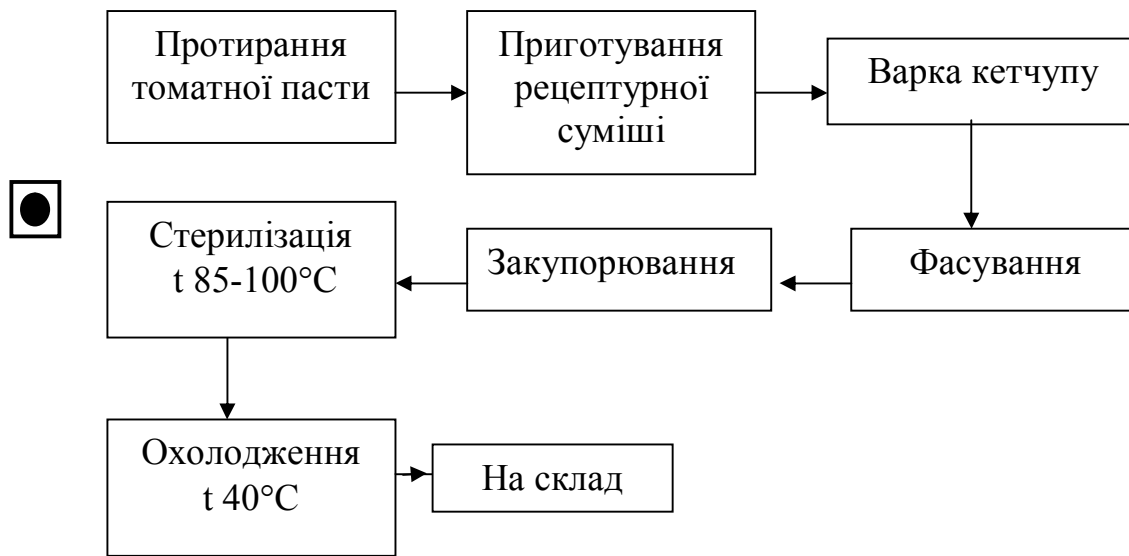 Протирання
томатної пасти
Приготування
рецептурної
суміші
Варка кетчупу
Стерилізація
t 85-100°С
Закупорювання
Фасування
Охолодження
t 40°С
На склад